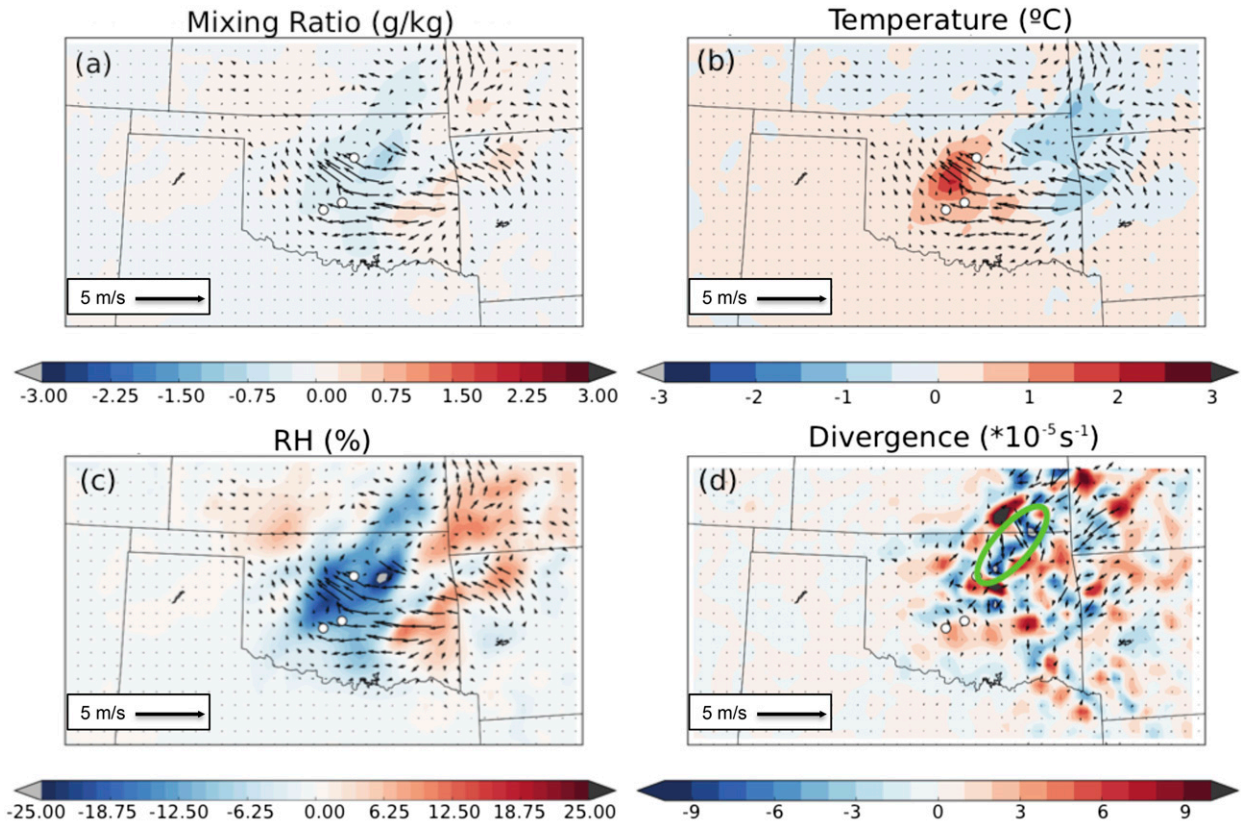 Mixing Ratio (g/kg)
Temperature (ºC)
(a)
(b)
5 m/s
5 m/s
-3.00 -2.25 -1.50 -0.75 0.00 0.75 1.50 2.25 3.00
-3 -2 -1 0 1 2 3
RH (%)
Divergence (*10⁻⁵s⁻¹)
(c)
(d)
5 m/s
5 m/s
-25.00 -18.75 -12.50 -6.25 0.00 6.25 12.50 18.75 25.00
-9 -6 -3 0 3 6 9